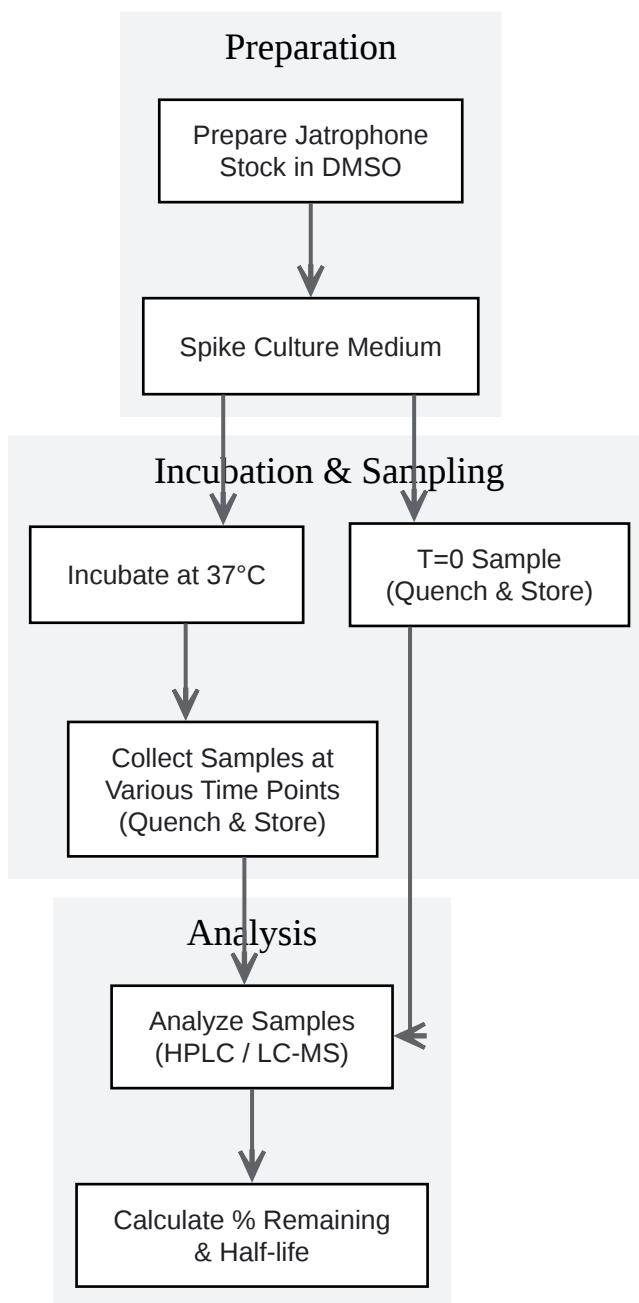 Preparation
Prepare Jatrophone
Stock in DMSO
Spike Culture Medium
Incubation & Sampling
Incubate at 37°C
T=0 Sample
(Quench & Store)
Collect Samples at
Various Time Points
(Quench & Store)
Analysis
Analyze Samples
(HPLC / LC-MS)
Calculate % Remaining
& Half-life